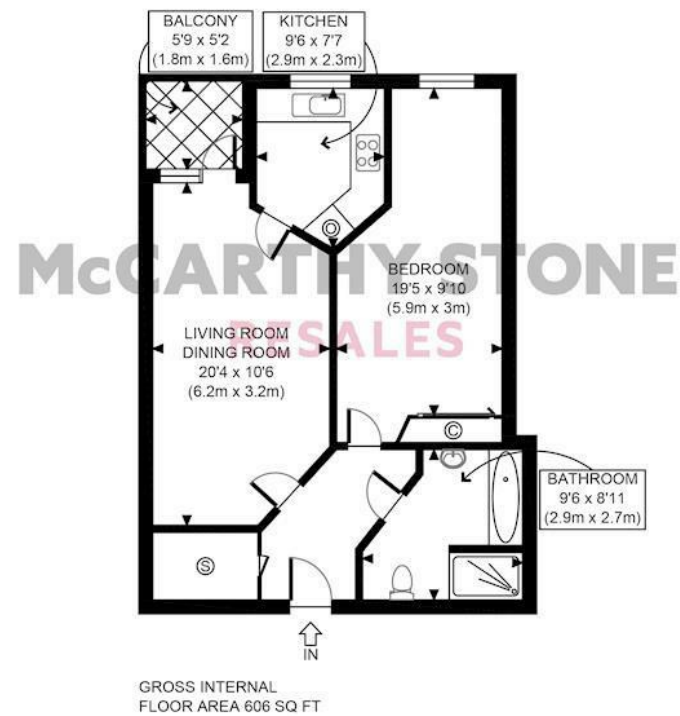 BALCONY
5'9 x 5'2
(1.8m x 1.6m)
KITCHEN
9'6 x 7'7
(2.9m x 2.3m)
O
McCARTHY STONE
RESALES
BEDROOM
19'5 x 9'10
(5.9m x 3m)
LIVING ROOM
DINING ROOM
20'4 x 10'6
(6.2m x 3.2m)
C
BATHROOM
9'6 x 8'11
(2.9m x 2.7m)
S
IN
GROSS INTERNAL
FLOOR AREA 606 SQ FT